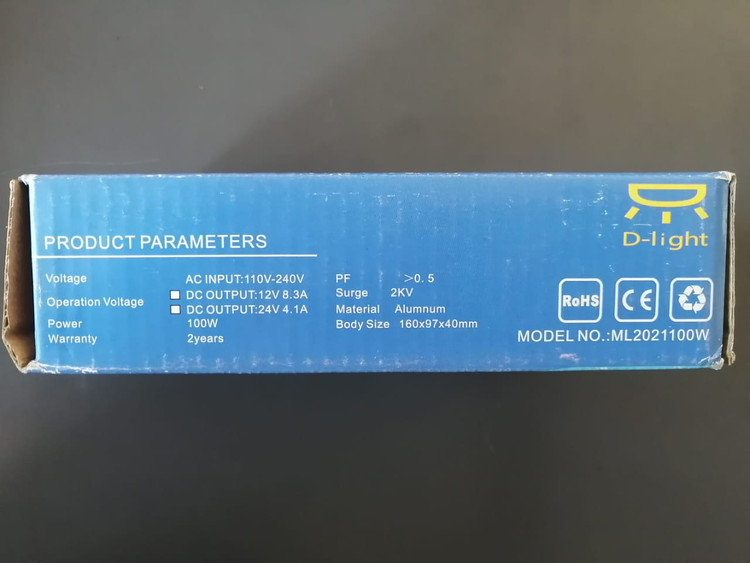 D-light
PRODUCT PARAMETERS
Voltage AC INPUT:110V-240V
Operation Voltage DC OUTPUT:12V 8.3A
DC OUTPUT:24V 4.1A
Power 100W
Warranty 2years
PF >0.5
Surge 2KV
Material Alumnum
Body Size 160x97x40mm
RoHS CE
MODEL NO.:ML2021100W